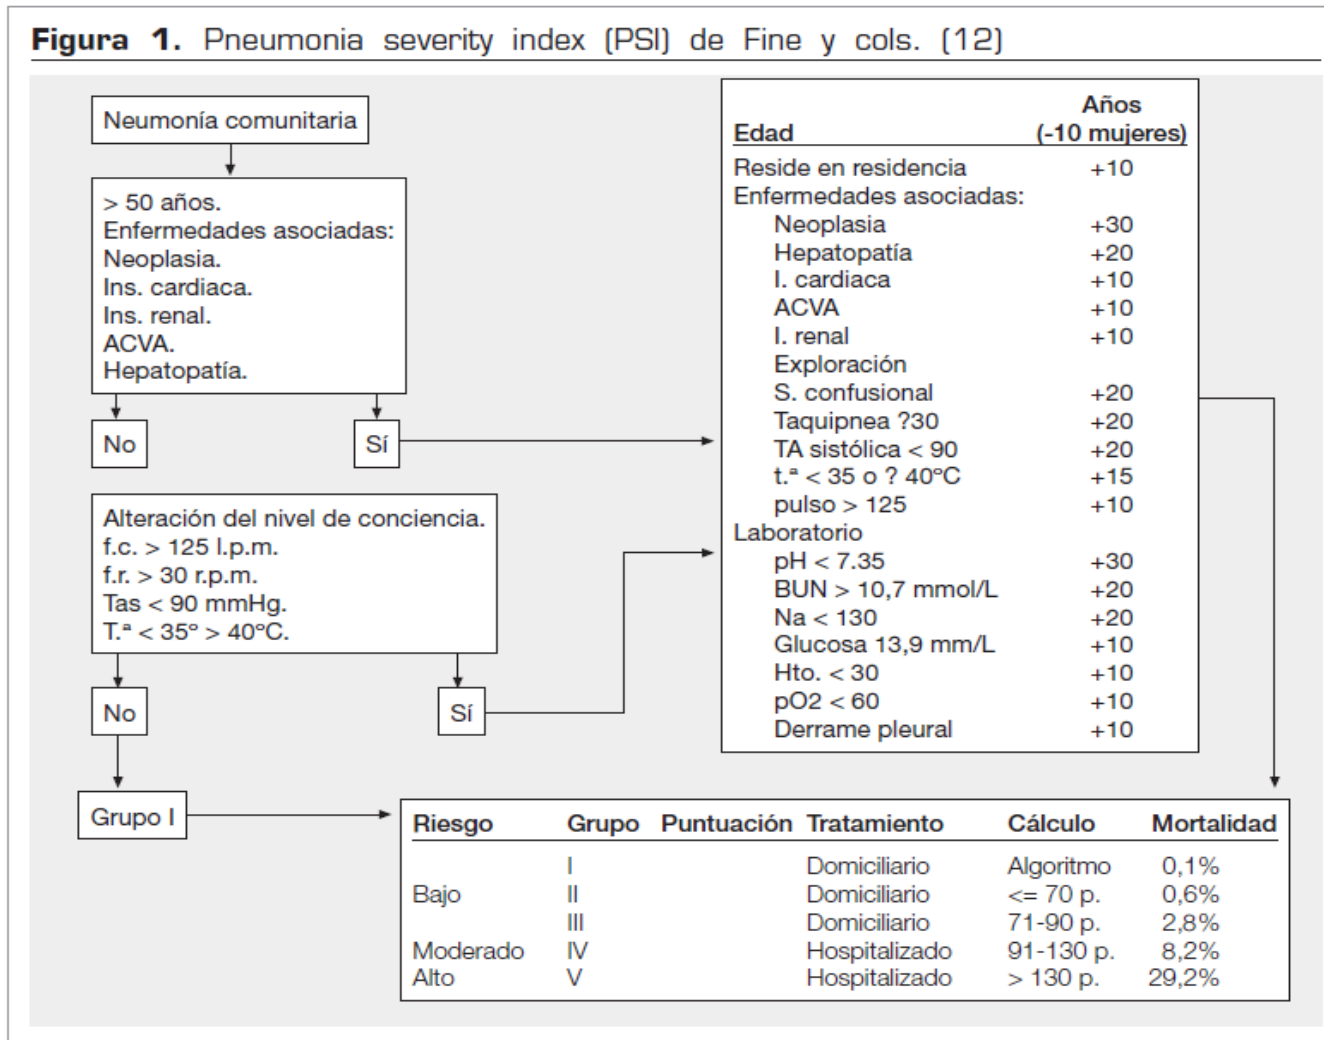 Figura 1. Pneumonia severity index (PSI) de Fine y cols. (12)
Neumonía comunitaria
> 50 años.
Enfermedades asociadas:
Neoplasia.
Ins. cardiaca.
Ins. renal.
ACVA.
Hepatopatía.
No
Sí
Alteración del nivel de conciencia.
f.c. > 125 l.p.m.
f.r. > 30 r.p.m.
Tas < 90 mmHg.
T.ª < 35º > 40ºC.
No
Sí
Grupo I
Años
Edad (-10 mujeres)
Reside en residencia +10
Enfermedades asociadas:
Neoplasia +30
Hepatopatía +20
I. cardiaca +10
ACVA +10
I. renal +10
Exploración
S. confusional +20
Taquipnea ?30 +20
TA sistólica < 90 +20
t.ª < 35 o ? 40ºC +15
pulso > 125 +10
Laboratorio
pH < 7.35 +30
BUN > 10,7 mmol/L +20
Na < 130 +20
Glucosa 13,9 mm/L +10
Hto. < 30 +10
pO2 < 60 +10
Derrame pleural +10
Riesgo Grupo Puntuación Tratamiento Cálculo Mortalidad
I Domiciliario Algoritmo 0,1%
Bajo II Domiciliario <= 70 p. 0,6%
III Domiciliario 71-90 p. 2,8%
Moderado IV Hospitalizado 91-130 p. 8,2%
Alto V Hospitalizado > 130 p. 29,2%